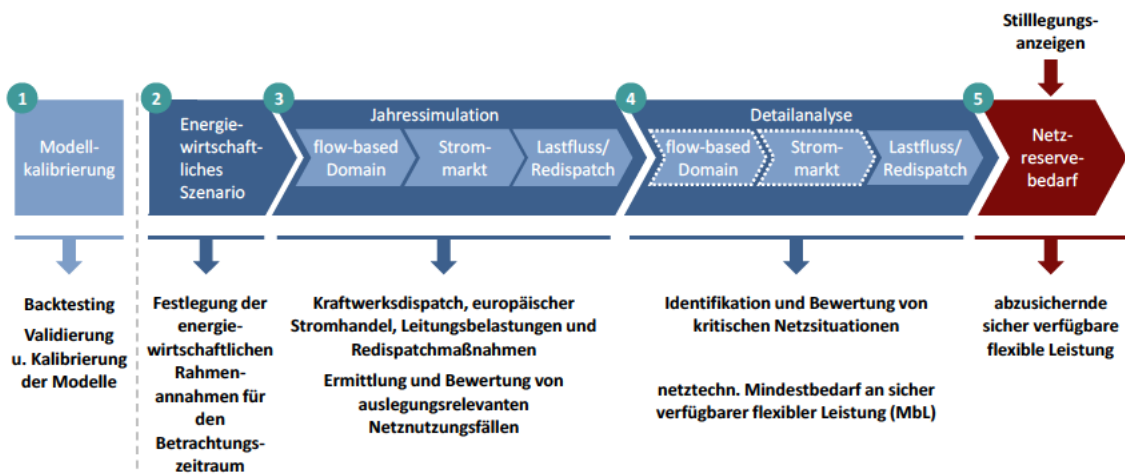 Stilllegungs-
anzeigen
1
Modell-
kalibrierung
2
Energie-
wirtschaft-
liches
Szenario
3
Jahressimulation
flow-based
Domain
Strom-
markt
Lastfluss/
Redispatch
4
Detailanalyse
flow-based
Domain
Strom-
markt
Lastfluss/
Redispatch
5
Netz-
reserve-
bedarf
Backtesting
Validierung
u. Kalibrierung
der Modelle
Festlegung der
energie-
wirtschaftlichen
Rahmen-
annahmen für
den
Betrachtungs-
zeitraum
Kraftwerksdispatch, europäischer
Stromhandel, Leitungsbelastungen und
Redispatchmaßnahmen
Ermittlung und Bewertung von
auslegungsrelevanten
Netznutzungsfällen
Identifikation und Bewertung von
kritischen Netzsituationen
netztechn. Mindestbedarf an sicher
verfügbarer flexibler Leistung (MbL)
abzusichernde
sicher verfügbare
flexible Leistung